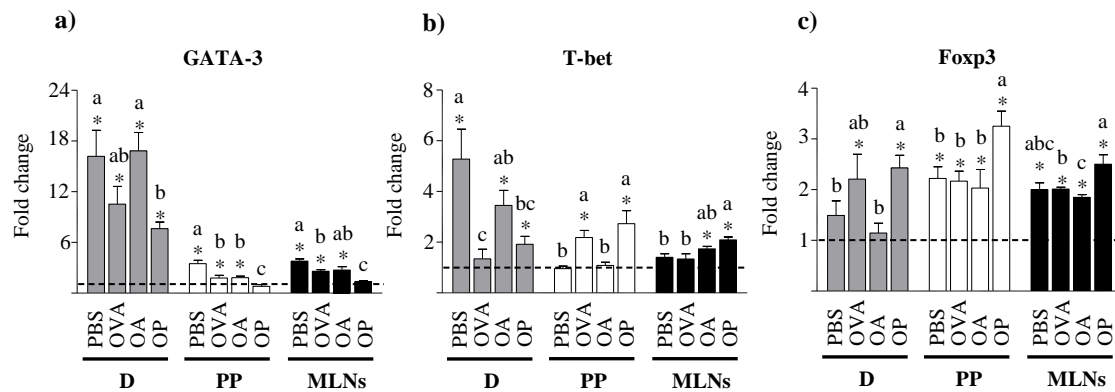 a)
GATA-3
Fold change
24
18
12
6
a
*
ab
*
a
*
b
*
a
*
b
*
b
*
c
a
*
b
*
ab
*
c
PBS
OVA
OA
OP
PBS
OVA
OA
OP
PBS
OVA
OA
OP
D
PP
MLNs
b)
T-bet
Fold change
8
6
4
2
a
*
c
ab
*
bc
*
b
a
*
b
a
*
b
b
ab
*
a
*
PBS
OVA
OA
OP
PBS
OVA
OA
OP
PBS
OVA
OA
OP
D
PP
MLNs
c)
Foxp3
Fold change
4
3
2
1
b
ab
*
b
a
*
b
*
b
*
b
*
a
*
abc
*
b
*
c
*
a
*
PBS
OVA
OA
OP
PBS
OVA
OA
OP
PBS
OVA
OA
OP
D
PP
MLNs